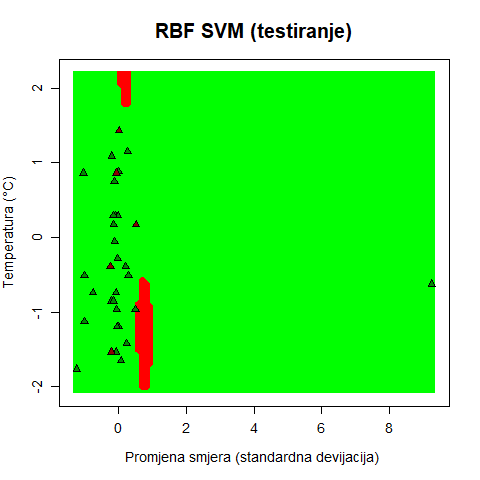 RBF SVM (testiranje)
Temperatura (°C)
2
1
0
-1
-2
0 2 4 6 8
Promjena smjera (standardna devijacija)